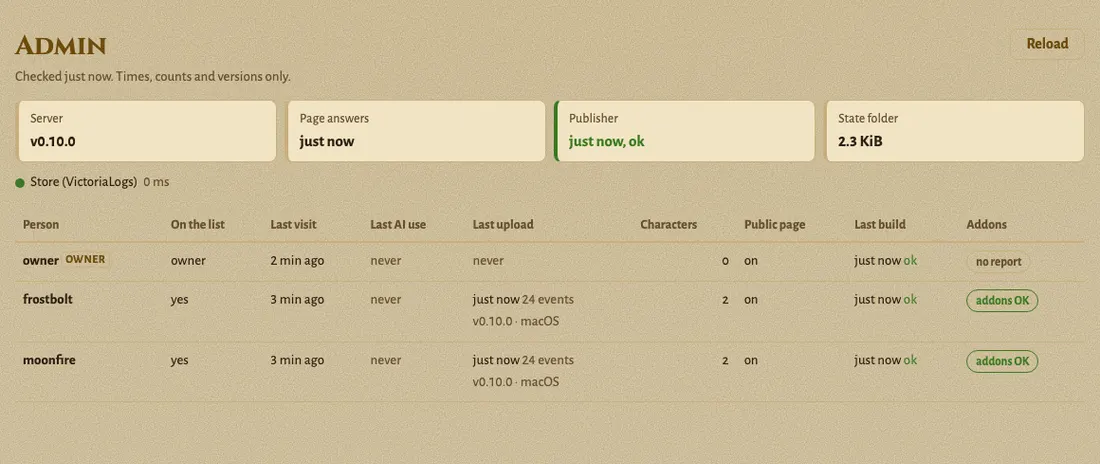 Admin
Reload
Checked just now. Times, counts and versions only.
Server
v0.10.0
Page answers
just now
Publisher
just now, ok
State folder
2.3 KiB
Store (VictoriaLogs) 0 ms
Person On the list Last visit Last AI use Last upload Characters Public page Last build Addons
owner OWNER owner 2 min ago never never 0 on just now ok no report
frostbolt yes 3 min ago never just now 24 events 2 on just now ok addons OK
v0.10.0 · macOS
moonfire yes 3 min ago never just now 24 events 2 on just now ok addons OK
v0.10.0 · macOS